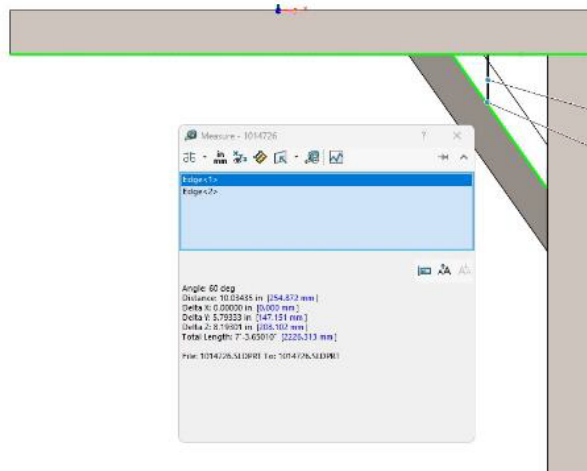 Measure - 1014726
?
in
mm
Edge<1>
Edge<2>
Angle: 60 deg
Distance: 10.03435 in [254.872 mm]
Delta X: 0.00000 in [0.000 mm]
Delta Y: 5.79333 in [147.151 mm]
Delta Z: 8.19301 in [208.102 mm]
Total Length: 7'-3.65010" [2226.313 mm]
File: 1014726.SLDPRT To: 1014726.SLDPRT